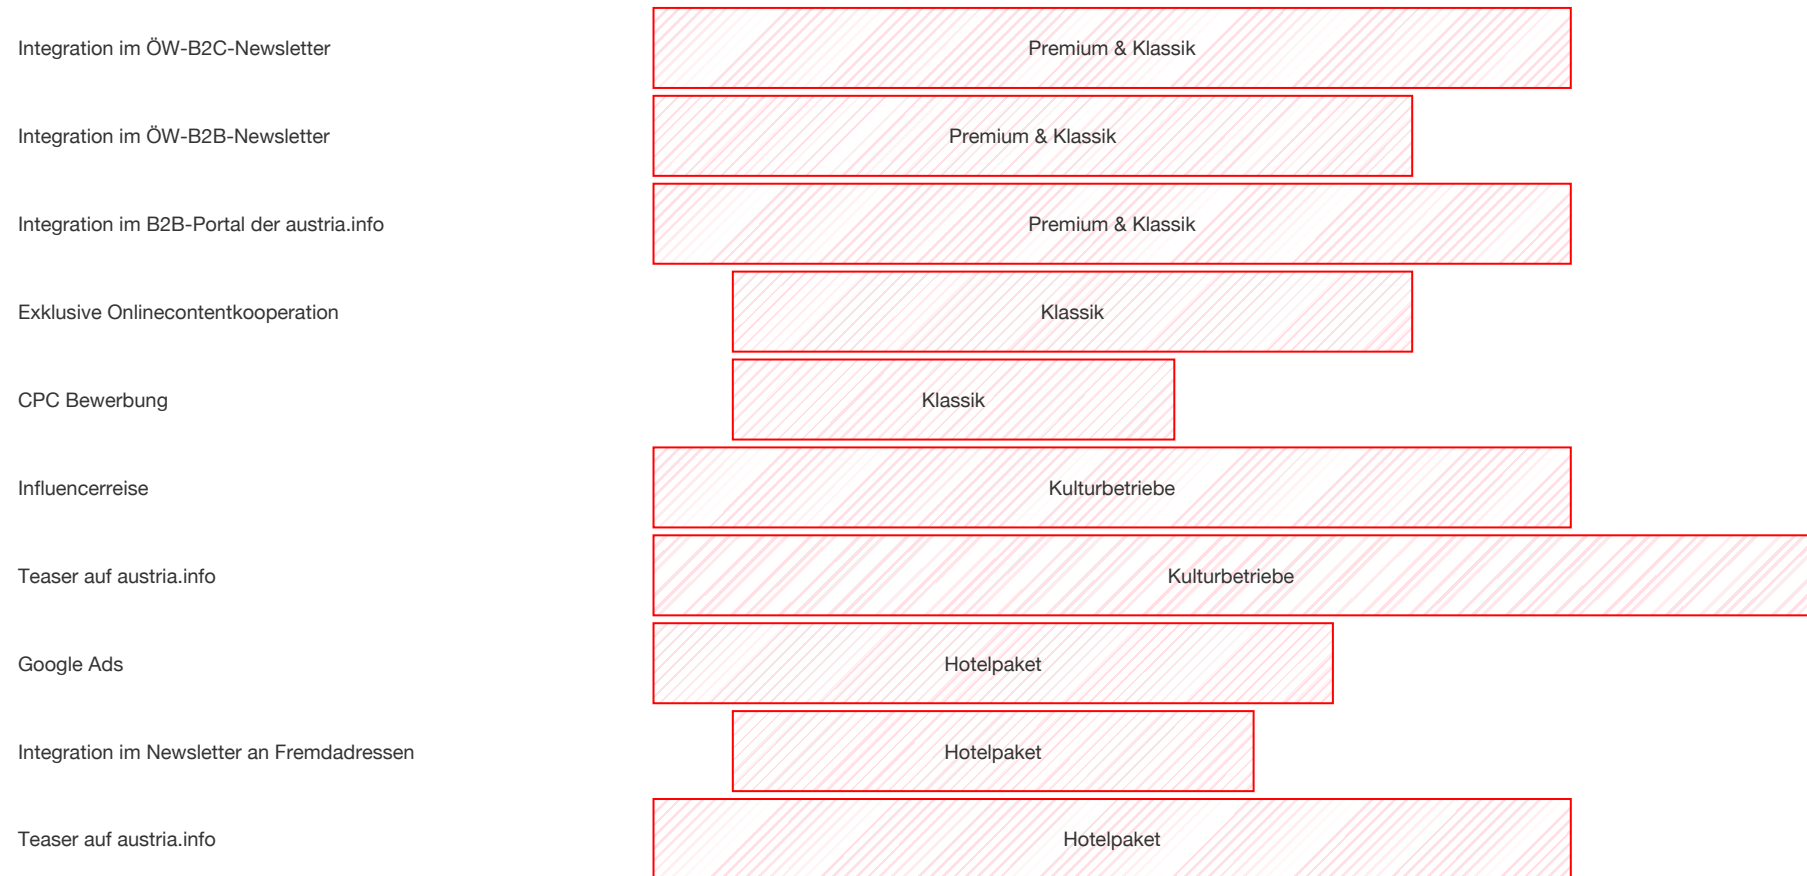 Integration im ÖW-B2C-Newsletter
Premium & Klassik
Integration im ÖW-B2B-Newsletter
Premium & Klassik
Integration im B2B-Portal der austria.info
Premium & Klassik
Exklusive Onlinecontentkooperation
Klassik
CPC Bewerbung
Klassik
Influencerreise
Kulturbetriebe
Teaser auf austria.info
Kulturbetriebe
Google Ads
Hotelpaket
Integration im Newsletter an Fremdadressen
Hotelpaket
Teaser auf austria.info
Hotelpaket